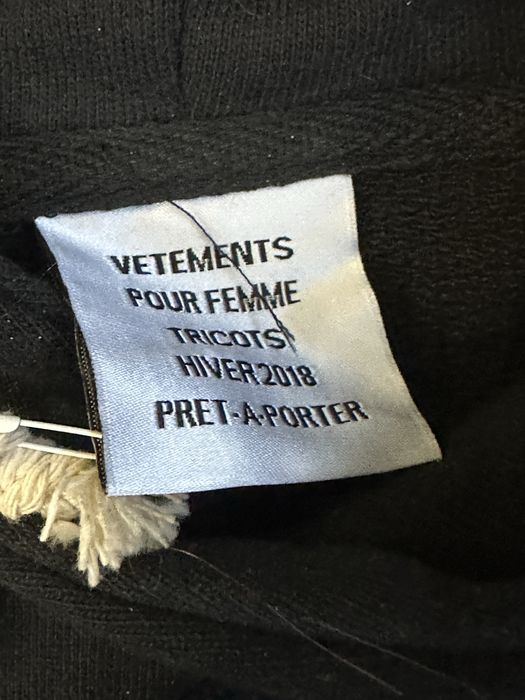 VETEMENTS
POUR FEMME
TRICOTS
HIVER 2018
PRET-A-PORTER